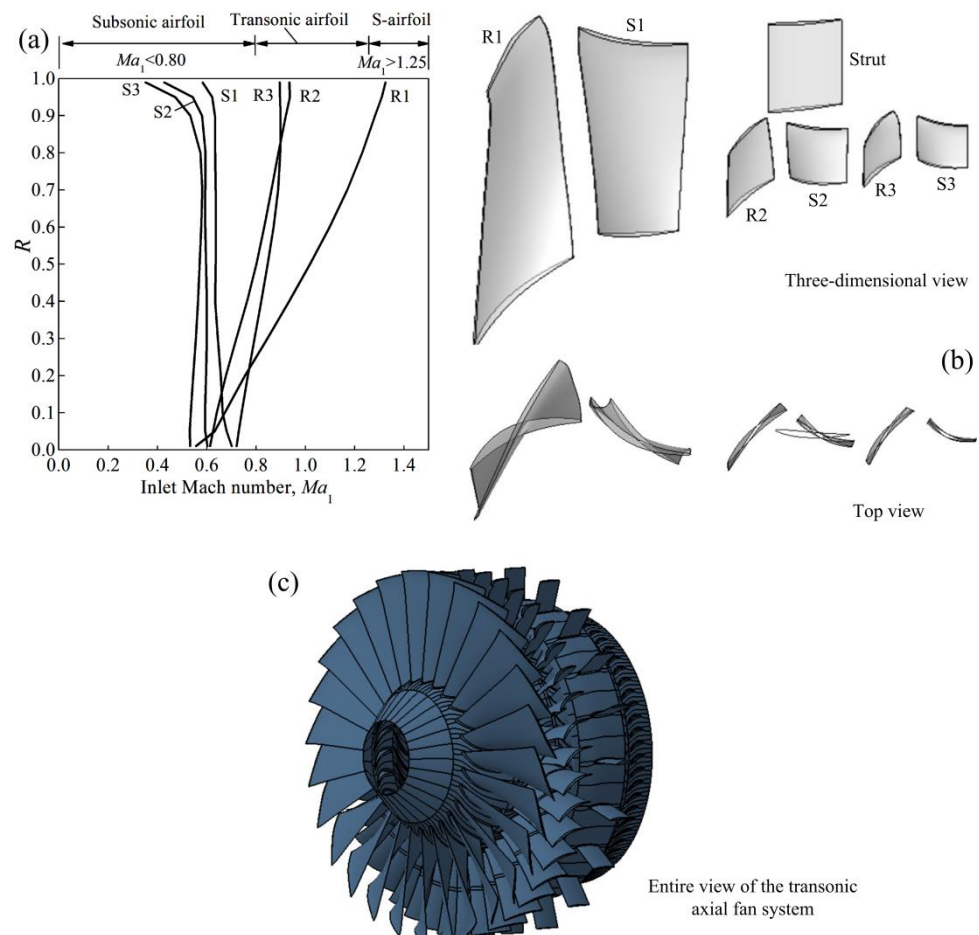 (a)
Subsonic airfoil
Transonic airfoil
S-airfoil
Ma₁<0.80
Ma₁>1.25
1.0
0.9
0.8
0.7
0.6
0.5
0.4
0.3
0.2
0.1
0.0
R
S3
S2
S1
R3
R2
R1
0.0 0.2 0.4 0.6 0.8 1.0 1.2 1.4
Inlet Mach number, Ma₁
R1
S1
Strut
R2
S2
R3
S3
Three-dimensional view
(b)
Top view
(c)
Entire view of the transonic
axial fan system